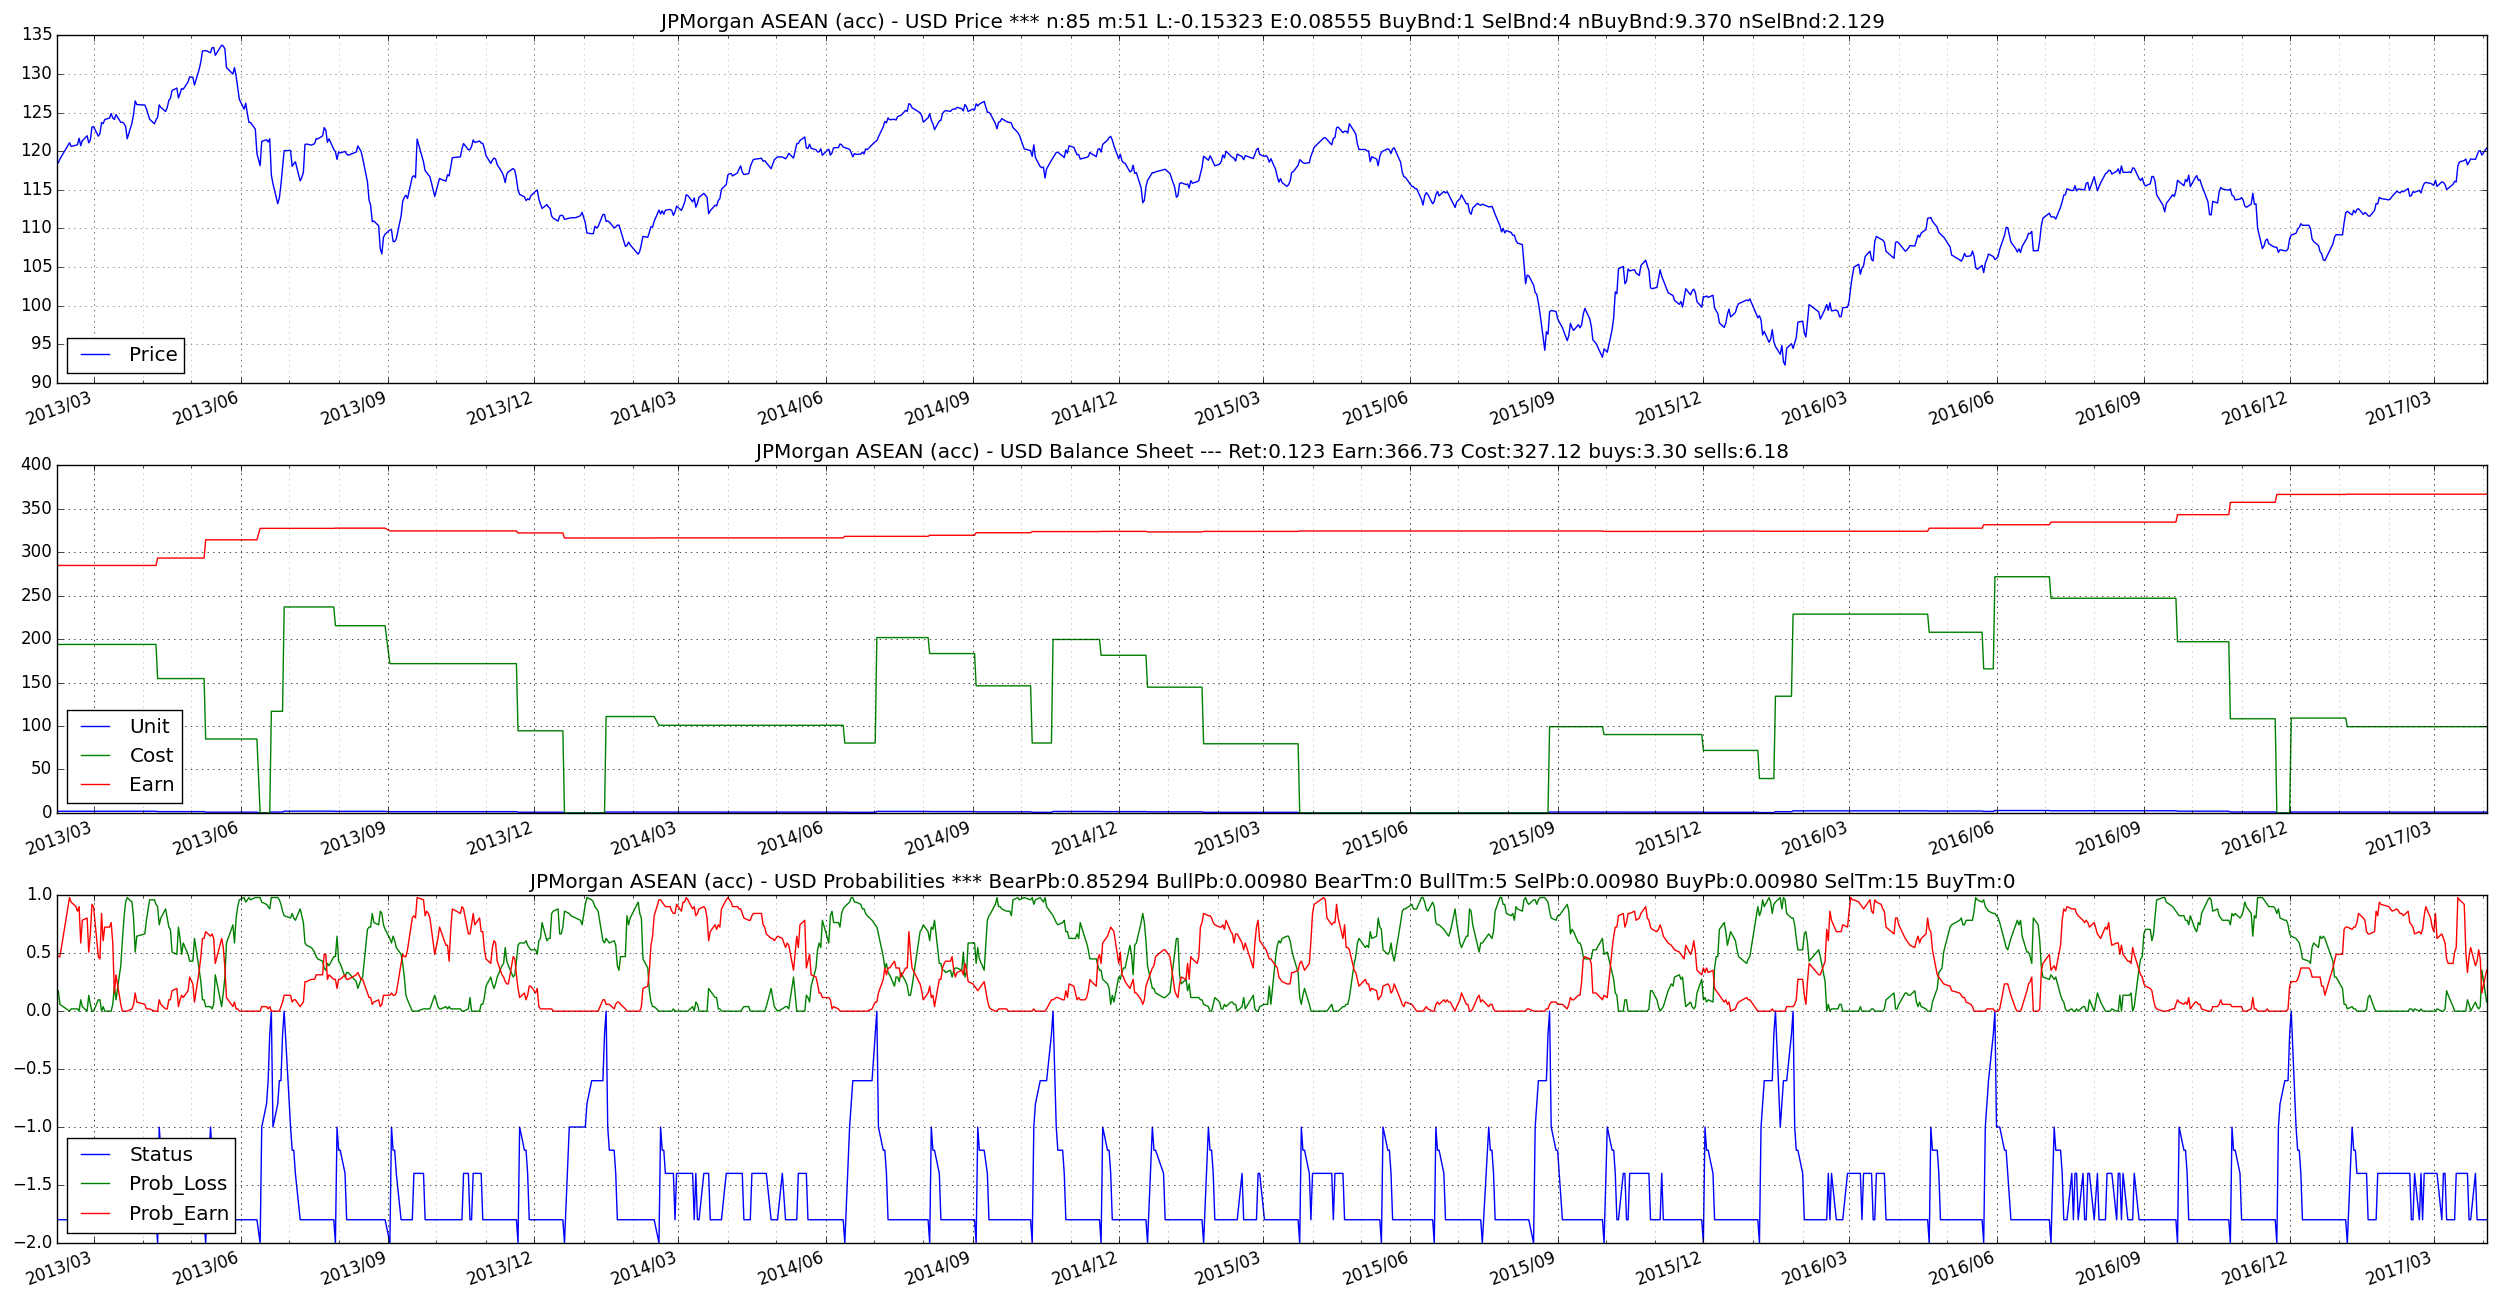 JPMorgan ASEAN (acc) - USD Price *** n:85 m:51 L:-0.15323 E:0.08555 BuyBnd:1 SelBnd:4 nBuyBnd:9.370 nSelBnd:2.129
135
130
125
120
115
110
105
100
95
90
Price
2013/03 2013/06 2013/09 2013/12 2014/03 2014/06 2014/09 2014/12 2015/03 2015/06 2015/09 2015/12 2016/03 2016/06 2016/09 2016/12 2017/03
JPMorgan ASEAN (acc) - USD Balance Sheet --- Ret:0.123 Earn:366.73 Cost:327.12 buys:3.30 sells:6.18
400
350
300
250
200
150
100
50
0
Unit
Cost
Earn
2013/03 2013/06 2013/09 2013/12 2014/03 2014/06 2014/09 2014/12 2015/03 2015/06 2015/09 2015/12 2016/03 2016/06 2016/09 2016/12 2017/03
JPMorgan ASEAN (acc) - USD Probabilities *** BearPb:0.85294 BullPb:0.00980 BearTm:0 BullTm:5 SelPb:0.00980 BuyPb:0.00980 SelTm:15 BuyTm:0
1.0
0.5
0.0
−0.5
−1.0
−1.5
−2.0
Status
Prob_Loss
Prob_Earn
2013/03 2013/06 2013/09 2013/12 2014/03 2014/06 2014/09 2014/12 2015/03 2015/06 2015/09 2015/12 2016/03 2016/06 2016/09 2016/12 2017/03